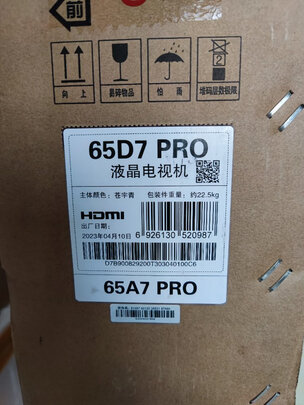 前
2
向上
易碎物品
怕雨
堆码层数极限
65D7 PRO
液晶电视机
主体颜色：苍宇青
包装件重量：约22.5kg
HDMI
出厂日期：
2023年04月10日
6 926130 520987
D7B900829200T303040100C6
65A7 PRO